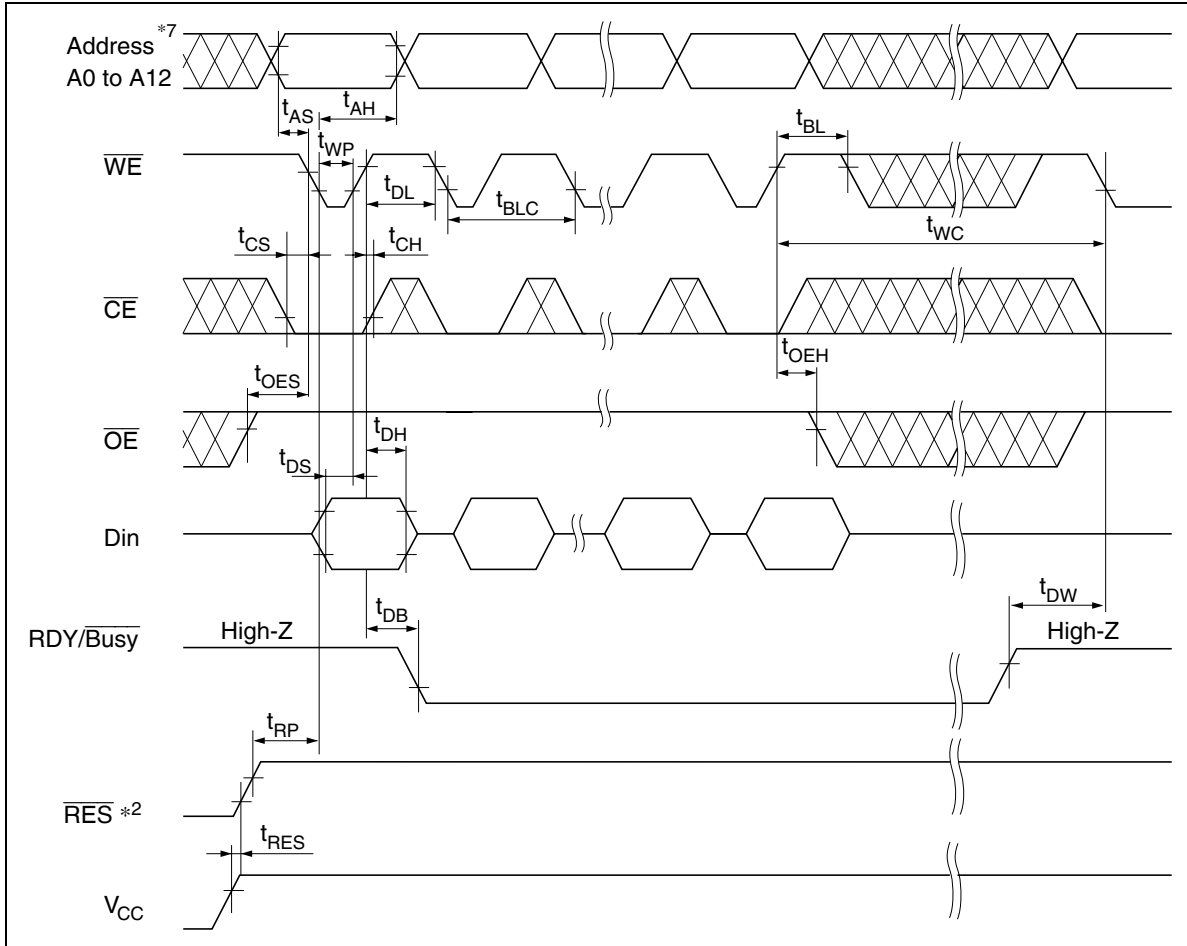 Address *7
A0 to A12
tAS
tAH
tWP
tBL
WE
tDL
tBLC
tWC
tCS
tCH
CE
tOEH
tOES
OE
tDH
tDS
Din
tDB
tDW
RDY/Busy
High-Z
High-Z
tRP
RES *2
tRES
VCC